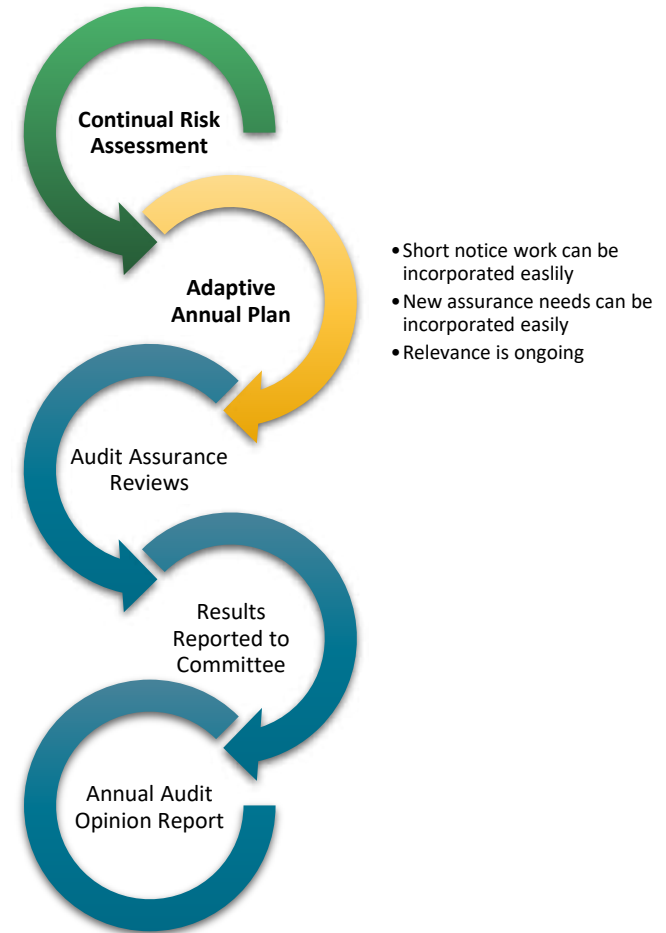 Continual Risk
Assessment
Adaptive
Annual Plan
•Short notice work can be
incorporated easlily
•New assurance needs can be
incorporated easily
•Relevance is ongoing
Audit Assurance
Reviews
Results
Reported to
Committee
Annual Audit
Opinion Report